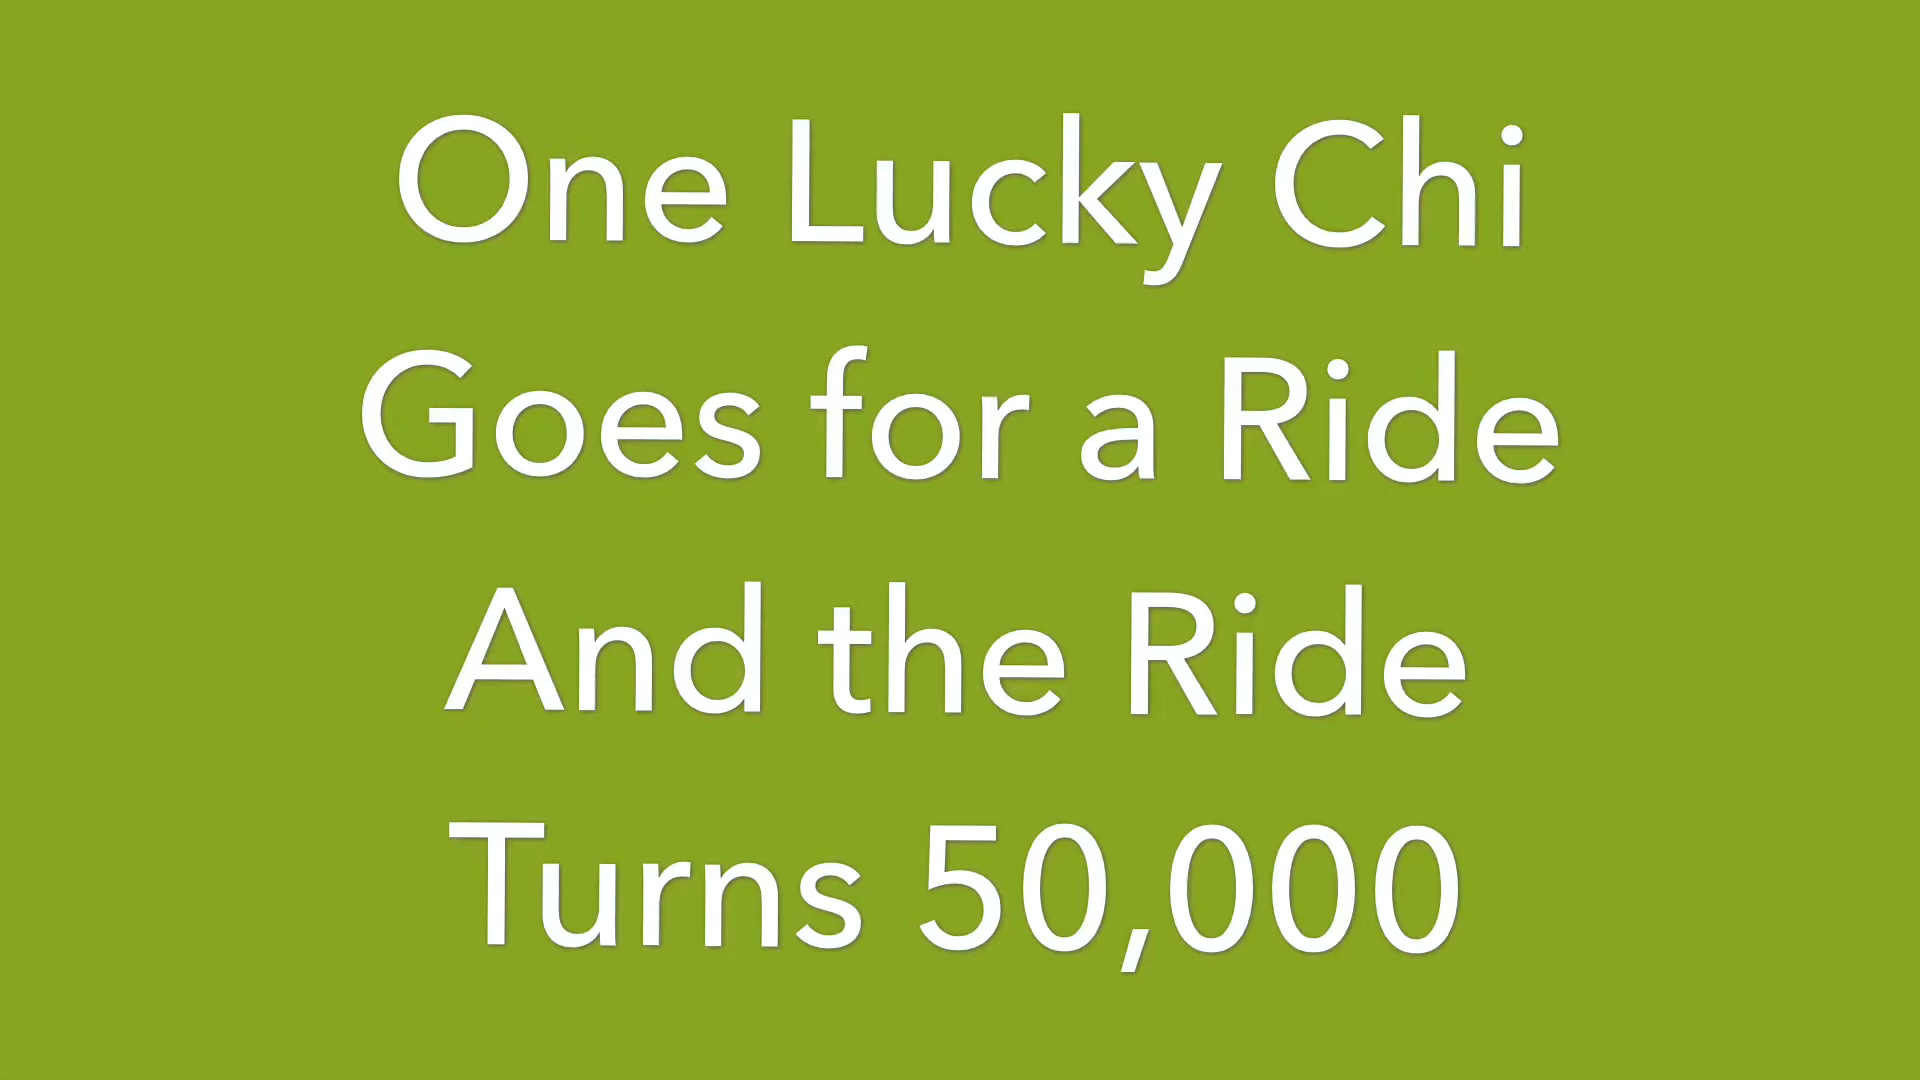 One Lucky Chi
Goes for a Ride
And the Ride
Turns 50,000